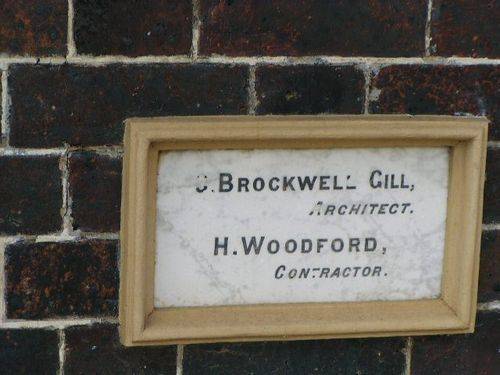 J. BROCKWELL GILL,
ARCHITECT.
H. WOODFORD,
CONTRACTOR.